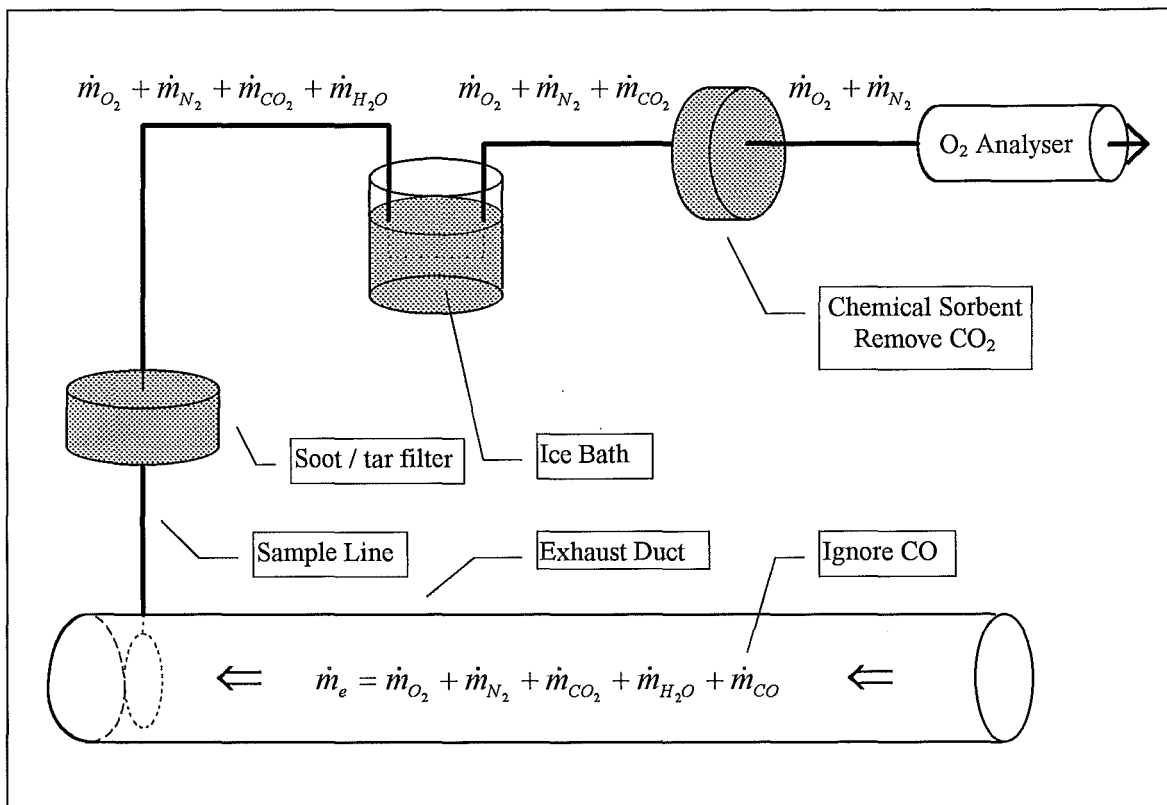 ṁ_O₂ + ṁ_N₂ + ṁ_CO₂ + ṁ_H₂O
ṁ_O₂ + ṁ_N₂ + ṁ_CO₂
ṁ_O₂ + ṁ_N₂
O₂ Analyser
Chemical Sorbent
Remove CO₂
Soot / tar filter
Ice Bath
Sample Line
Exhaust Duct
Ignore CO
ṁ_e = ṁ_O₂ + ṁ_N₂ + ṁ_CO₂ + ṁ_H₂O + ṁ_CO